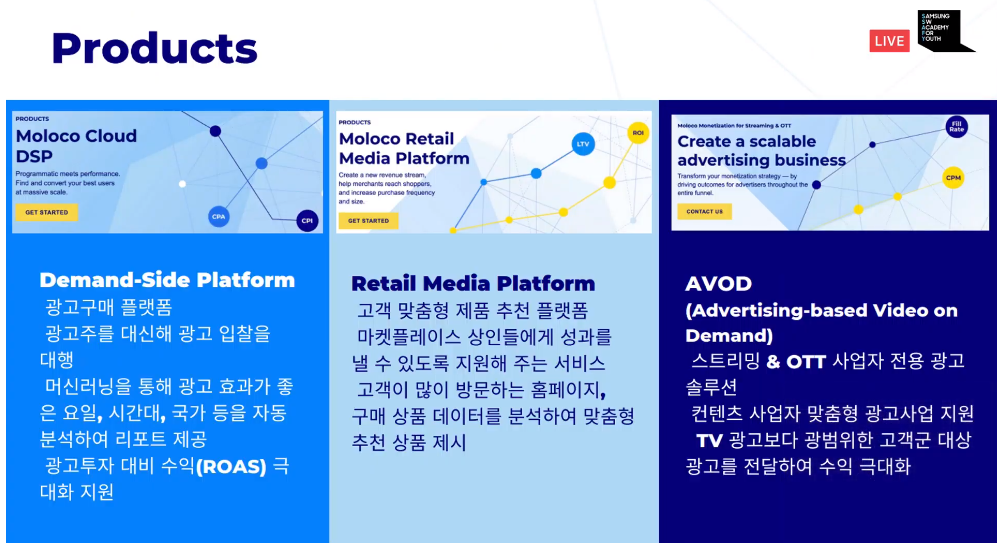 Products
LIVE
SAMSUNG
SW
ACADEMY
FOR
YOUTH
PRODUCTS
Moloco Cloud
DSP
Programmatic meets performance.
Find and convert your best users
at massive scale.
GET STARTED
CPA
CPI
Demand-Side Platform
광고구매 플랫폼
광고주를 대신해 광고 입찰을
대행
머신러닝을 통해 광고 효과가 좋
은 요일, 시간대, 국가 등을 자동
분석하여 리포트 제공
광고투자 대비 수익(ROAS) 극
대화 지원
PRODUCTS
Moloco Retail
Media Platform
Create a new revenue stream,
help merchants reach shoppers,
and increase purchase frequency
and size.
GET STARTED
LTV
ROI
Retail Media Platform
고객 맞춤형 제품 추천 플랫폼
마켓플레이스 상인들에게 성과를
낼 수 있도록 지원해 주는 서비스
고객이 많이 방문하는 홈페이지,
구매 상품 데이터를 분석하여 맞춤형
추천 상품 제시
Moloco Monetization for Streaming & OTT
Create a scalable
advertising business
Transform your monetization strategy — by
driving outcomes for advertisers throughout the
entire funnel.
CONTACT US
Fill
Rate
CPM
AVOD
(Advertising-based Video on
Demand)
스트리밍 & OTT 사업자 전용 광고
솔루션
컨텐츠 사업자 맞춤형 광고사업 지원
TV 광고보다 광범위한 고객군 대상
광고를 전달하여 수익 극대화